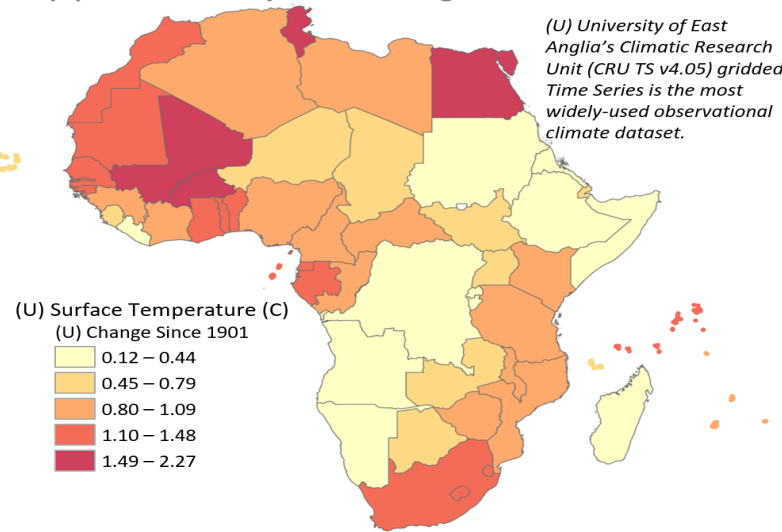 (U) University of East
Anglia's Climatic Research
Unit (CRU TS v4.05) gridded
Time Series is the most
widely-used observational
climate dataset.
(U) Surface Temperature (C)
(U) Change Since 1901
0.12 – 0.44
0.45 – 0.79
0.80 – 1.09
1.10 – 1.48
1.49 – 2.27